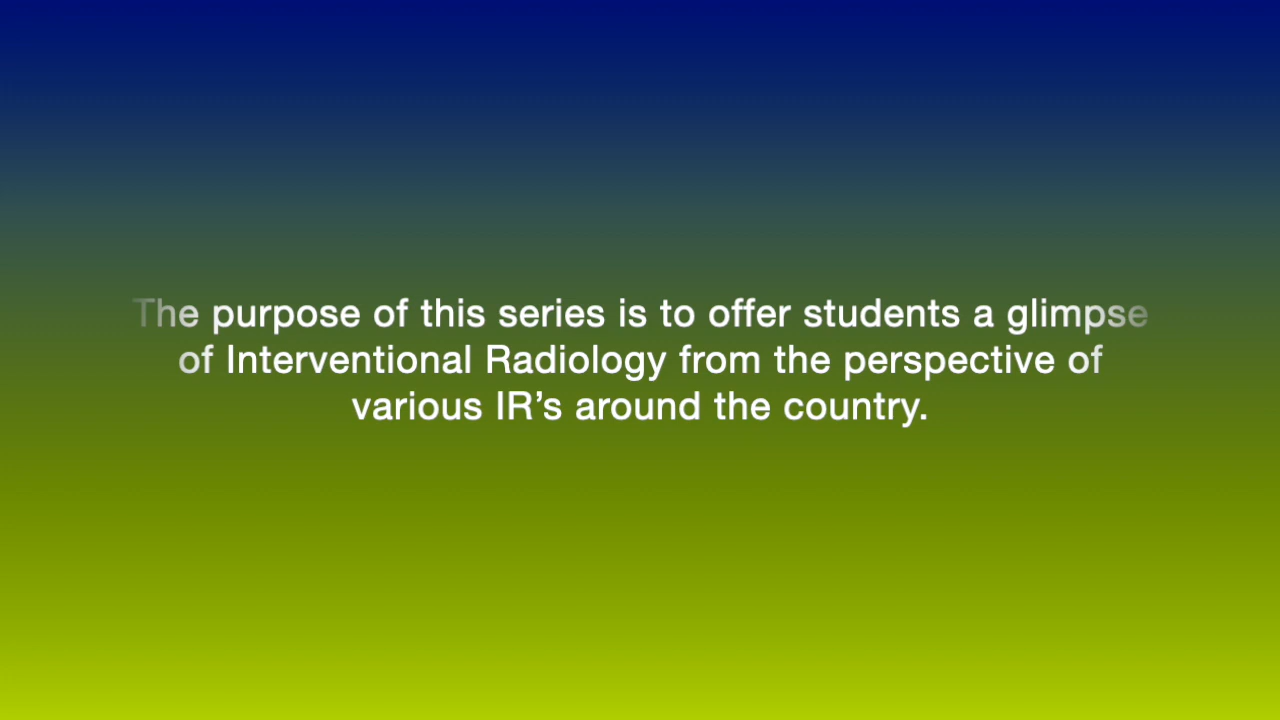 The purpose of this series is to offer students a glimpse
of Interventional Radiology from the perspective of
various IR’s around the country.